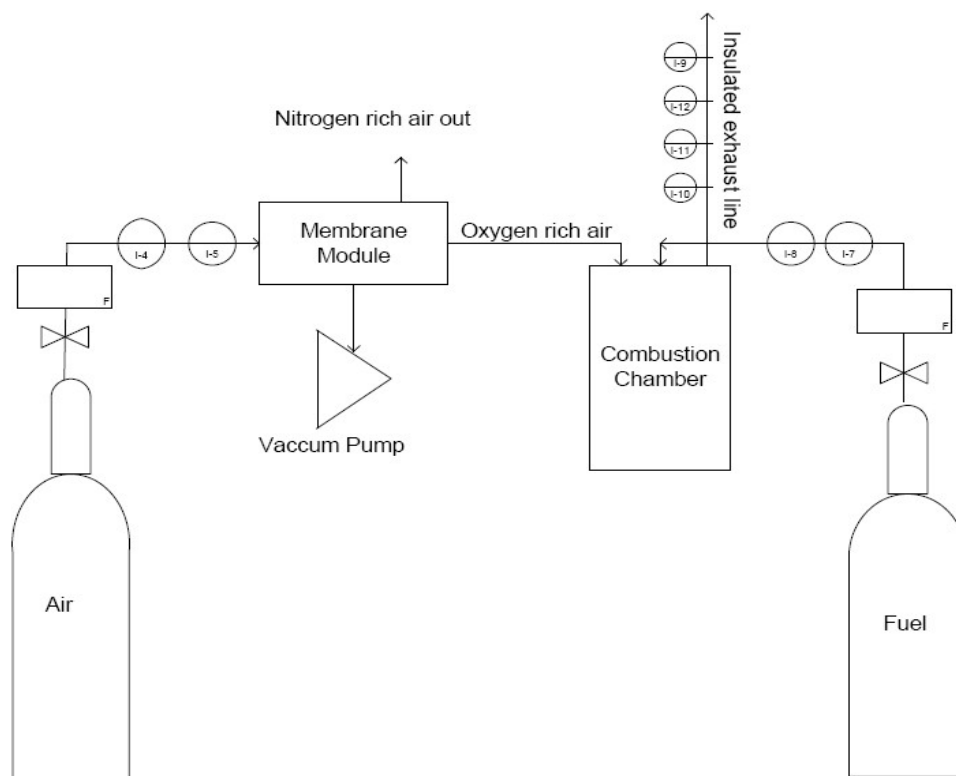 I-9
I-12
I-11
I-10
Insulated exhaust line
Nitrogen rich air out
I-4
I-5
Membrane
Module
Oxygen rich air
I-8
I-7
F
F
Combustion
Chamber
Vaccum Pump
Air
Fuel